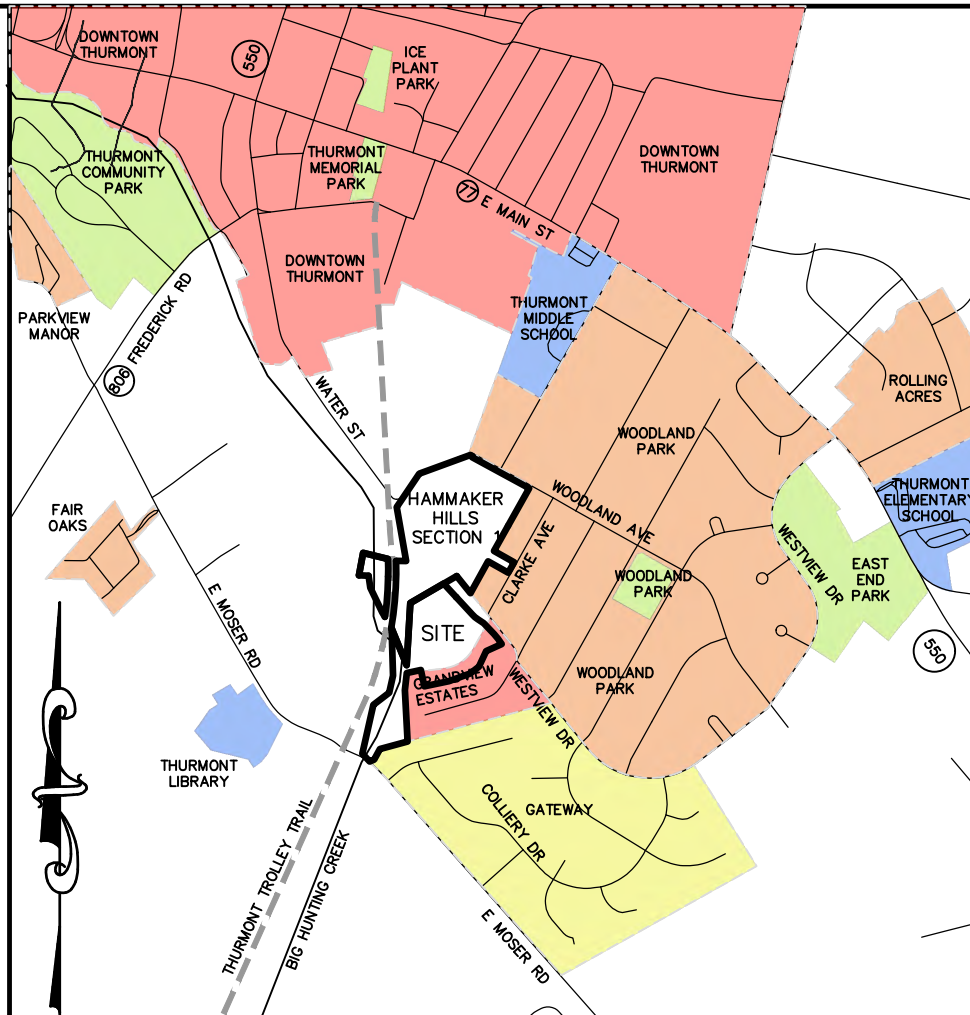 DOWNTOWN
THURMONT
550
ICE
PLANT
PARK
THURMONT
COMMUNITY
PARK
THURMONT
MEMORIAL
PARK
DOWNTOWN
THURMONT
77 E MAIN ST
DOWNTOWN
THURMONT
PARKVIEW
MANOR
806 FREDERICK RD
THURMONT
MIDDLE
SCHOOL
ROLLING
ACRES
WATER ST
WOODLAND
PARK
FAIR
OAKS
HAMMAKER
HILLS
SECTION 1
WOODLAND AVE
CLARKE AVE
THURMONT
ELEMENTARY
SCHOOL
WESTVIEW DR
EAST
END
PARK
WOODLAND
PARK
E MOSER RD
SITE
550
GRANDVIEW
ESTATES
WOODLAND
PARK
WESTVIEW DR
THURMONT
LIBRARY
GATEWAY
COLLIERY DR
THURMONT TROLLEY TRAIL
BIG HUNTING CREEK
E MOSER RD